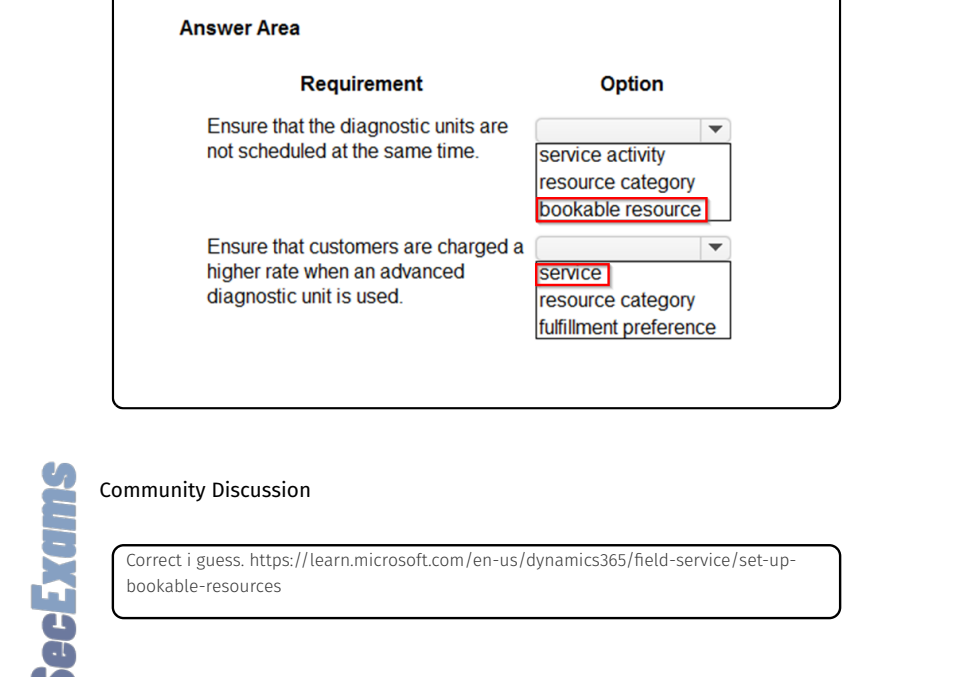 Answer Area
Requirement Option
Ensure that the diagnostic units are
not scheduled at the same time.
service activity
resource category
bookable resource
Ensure that customers are charged a
higher rate when an advanced
diagnostic unit is used.
service
resource category
fulfillment preference
SecExams
Community Discussion
Correct i guess. https://learn.microsoft.com/en-us/dynamics365/field-service/set-up-
bookable-resources